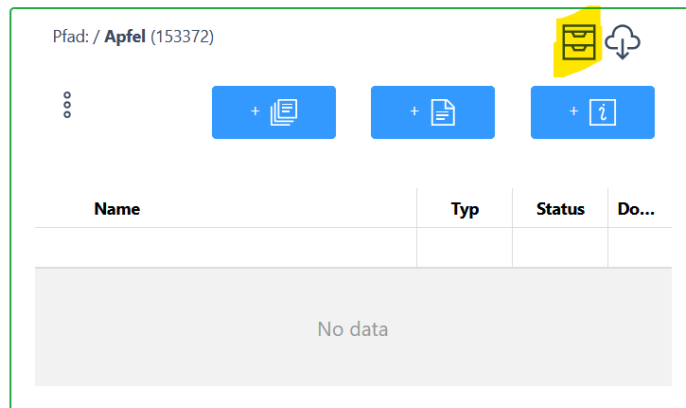 Pfad: / Apfel (153372)
+ + + i
Name Typ Status Do...
No data